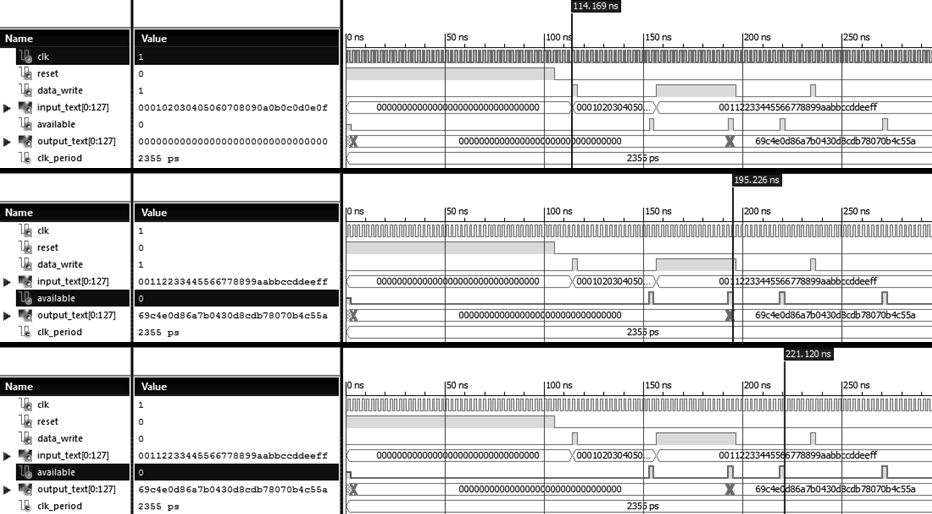 114.169 ns
Name Value |0 ns |50 ns |100 ns |150 ns |200 ns |250 ns
clk 1
reset 0
data_write 1
input_text[0:127] 000102030405060708090a0b0c0d0e0f 00000000000000000000000000000000 0001020304050... 00112233445566778899aabbccddeeff
available 0
output_text[0:127] 00000000000000000000000000000000 00000000000000000000000000000000 69c4e0d86a7b0430d8cdb78070b4c55a
clk_period 2355 ps 2355 ps
195.226 ns
Name Value |0 ns |50 ns |100 ns |150 ns |200 ns |250 ns
clk 1
reset 0
data_write 1
input_text[0:127] 00112233445566778899aabbccddeeff 00000000000000000000000000000000 0001020304050... 00112233445566778899aabbccddeeff
available 0
output_text[0:127] 69c4e0d86a7b0430d8cdb78070b4c55a 00000000000000000000000000000000 69c4e0d86a7b0430d8cdb78070b4c55a
clk_period 2355 ps 2355 ps
221.120 ns
Name Value |0 ns |50 ns |100 ns |150 ns |200 ns |250 ns
clk 1
reset 0
data_write 0
input_text[0:127] 00112233445566778899aabbccddeeff 00000000000000000000000000000000 0001020304050... 00112233445566778899aabbccddeeff
available 0
output_text[0:127] 69c4e0d86a7b0430d8cdb78070b4c55a 00000000000000000000000000000000 69c4e0d86a7b0430d8cdb78070b4c55a
clk_period 2355 ps 2355 ps